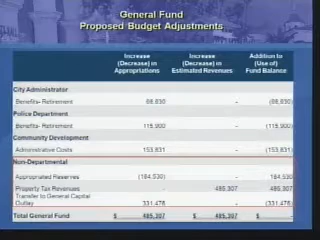 General Fund
Proposed Budget Adjustments
Increase (Decrease) in Appropriations
Increase (Decrease) in Estimated Revenues
Addition to (Use of) Fund Balance
City Administrator
Benefits- Retirement 68,830 - (68,830)
Police Department
Benefits- Retirement 115,900 - (115,900)
Community Development
Administrative Costs 153,831 - (153,831)
Non-Departmental
Appropriated Reserves (184,530) - 184,530
Property Tax Revenues - 485,307 485,307
Transfer to General Capital Outlay 331,476 - (331,476)
Total General Fund $ 485,307 $ 485,307 $ -